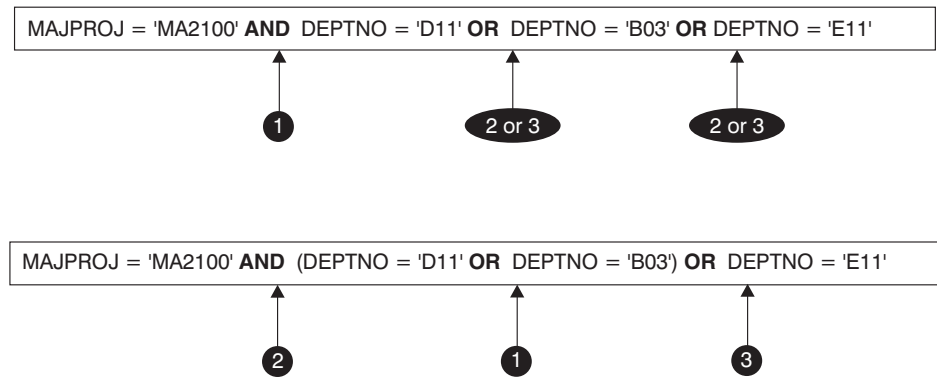 MAJPROJ = 'MA2100' AND DEPTNO = 'D11' OR DEPTNO = 'B03' OR DEPTNO = 'E11'
1 2 or 3 2 or 3
MAJPROJ = 'MA2100' AND (DEPTNO = 'D11' OR DEPTNO = 'B03') OR DEPTNO = 'E11'
2 1 3